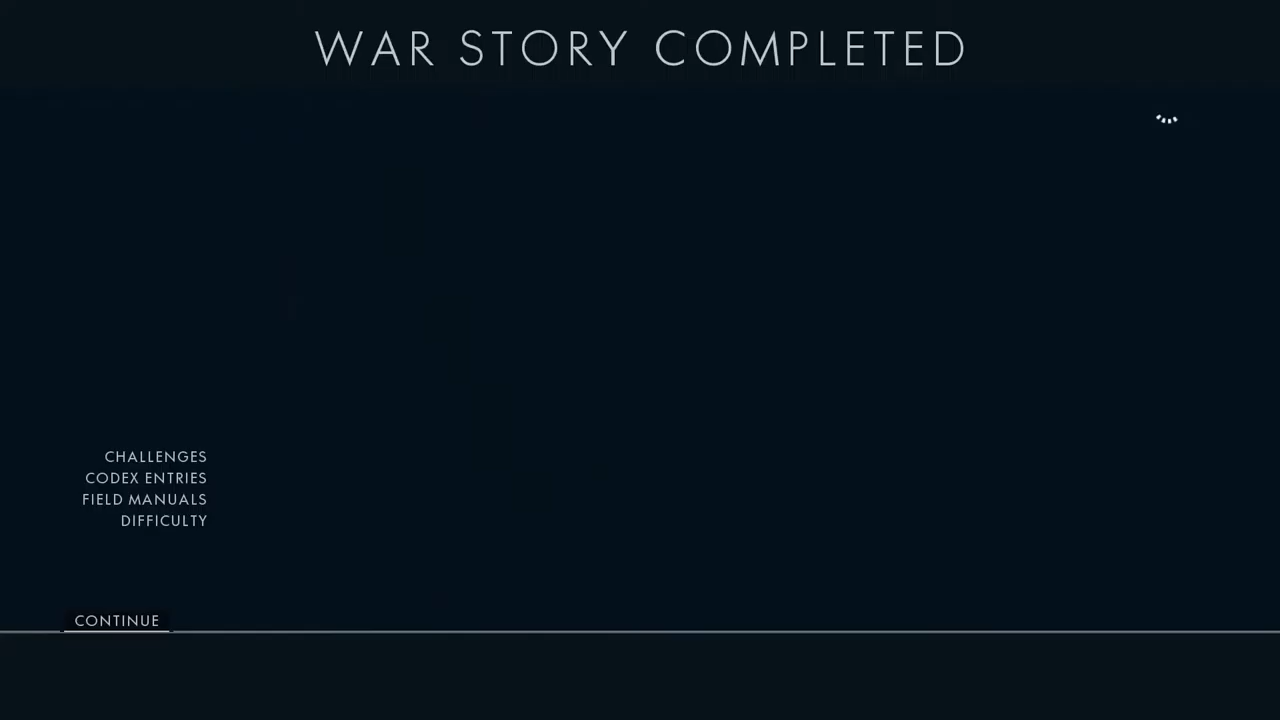 WAR STORY COMPLETED
CHALLENGES
CODEX ENTRIES
FIELD MANUALS
DIFFICULTY
CONTINUE